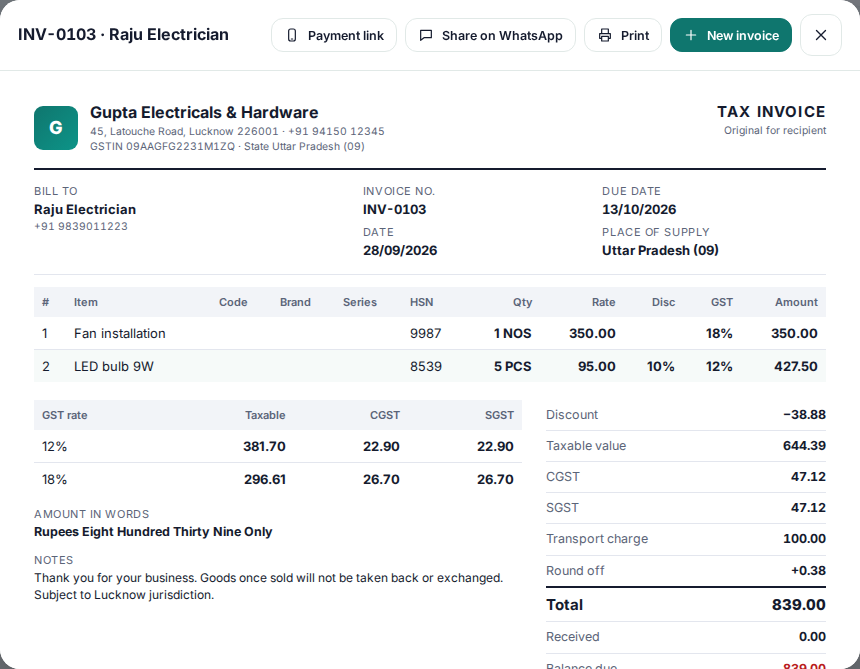 INV-0103 · Raju Electrician
Payment link
Share on WhatsApp
Print
New invoice
G
Gupta Electricals & Hardware
45, Latouche Road, Lucknow 226001 · +91 94150 12345
GSTIN 09AAGFG2231M1ZQ · State Uttar Pradesh (09)
TAX INVOICE
Original for recipient
BILL TO
Raju Electrician
+91 9839011223
INVOICE NO.
INV-0103
DATE
28/09/2026
DUE DATE
13/10/2026
PLACE OF SUPPLY
Uttar Pradesh (09)
# Item Code Brand Series HSN Qty Rate Disc GST Amount
1 Fan installation 9987 1 NOS 350.00 18% 350.00
2 LED bulb 9W 8539 5 PCS 95.00 10% 12% 427.50
GST rate Taxable CGST SGST
12% 381.70 22.90 22.90
18% 296.61 26.70 26.70
AMOUNT IN WORDS
Rupees Eight Hundred Thirty Nine Only
NOTES
Thank you for your business. Goods once sold will not be taken back or exchanged.
Subject to Lucknow jurisdiction.
Discount −38.88
Taxable value 644.39
CGST 47.12
SGST 47.12
Transport charge 100.00
Round off +0.38
Total 839.00
Received 0.00
Balance due 839.00